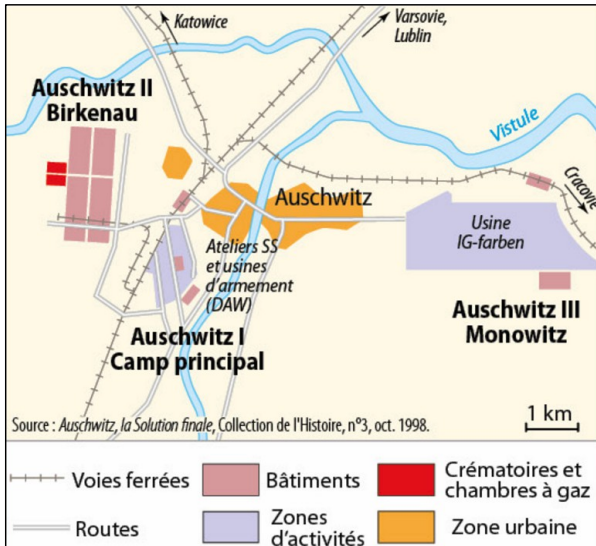 Katowice
Varsovie,
Lublin
Auschwitz II
Birkenau
Vistule
Cracovie
Auschwitz
Usine
IG-farben
Ateliers SS
et usines
d'armement
(DAW)
Auschwitz I
Camp principal
Auschwitz III
Monowitz
1 km
Source : Auschwitz, la Solution finale, Collection de l'Histoire, n°3, oct. 1998.
Voies ferrées
Bâtiments
Crématoires et
chambres à gaz
Routes
Zones
d'activités
Zone urbaine